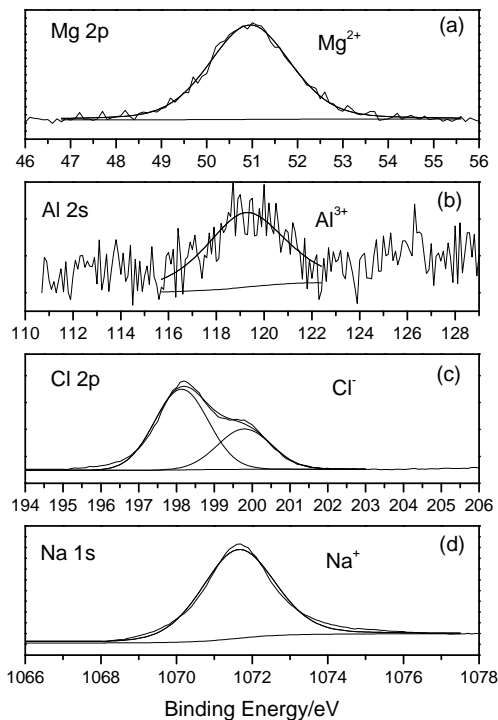 Mg 2p Mg²⁺ (a)
46 47 48 49 50 51 52 53 54 55 56
Al 2s Al³⁺ (b)
110 112 114 116 118 120 122 124 126 128
Cl 2p Cl⁻ (c)
194 195 196 197 198 199 200 201 202 203 204 205 206
Na 1s Na⁺ (d)
1066 1068 1070 1072 1074 1076 1078
Binding Energy/eV